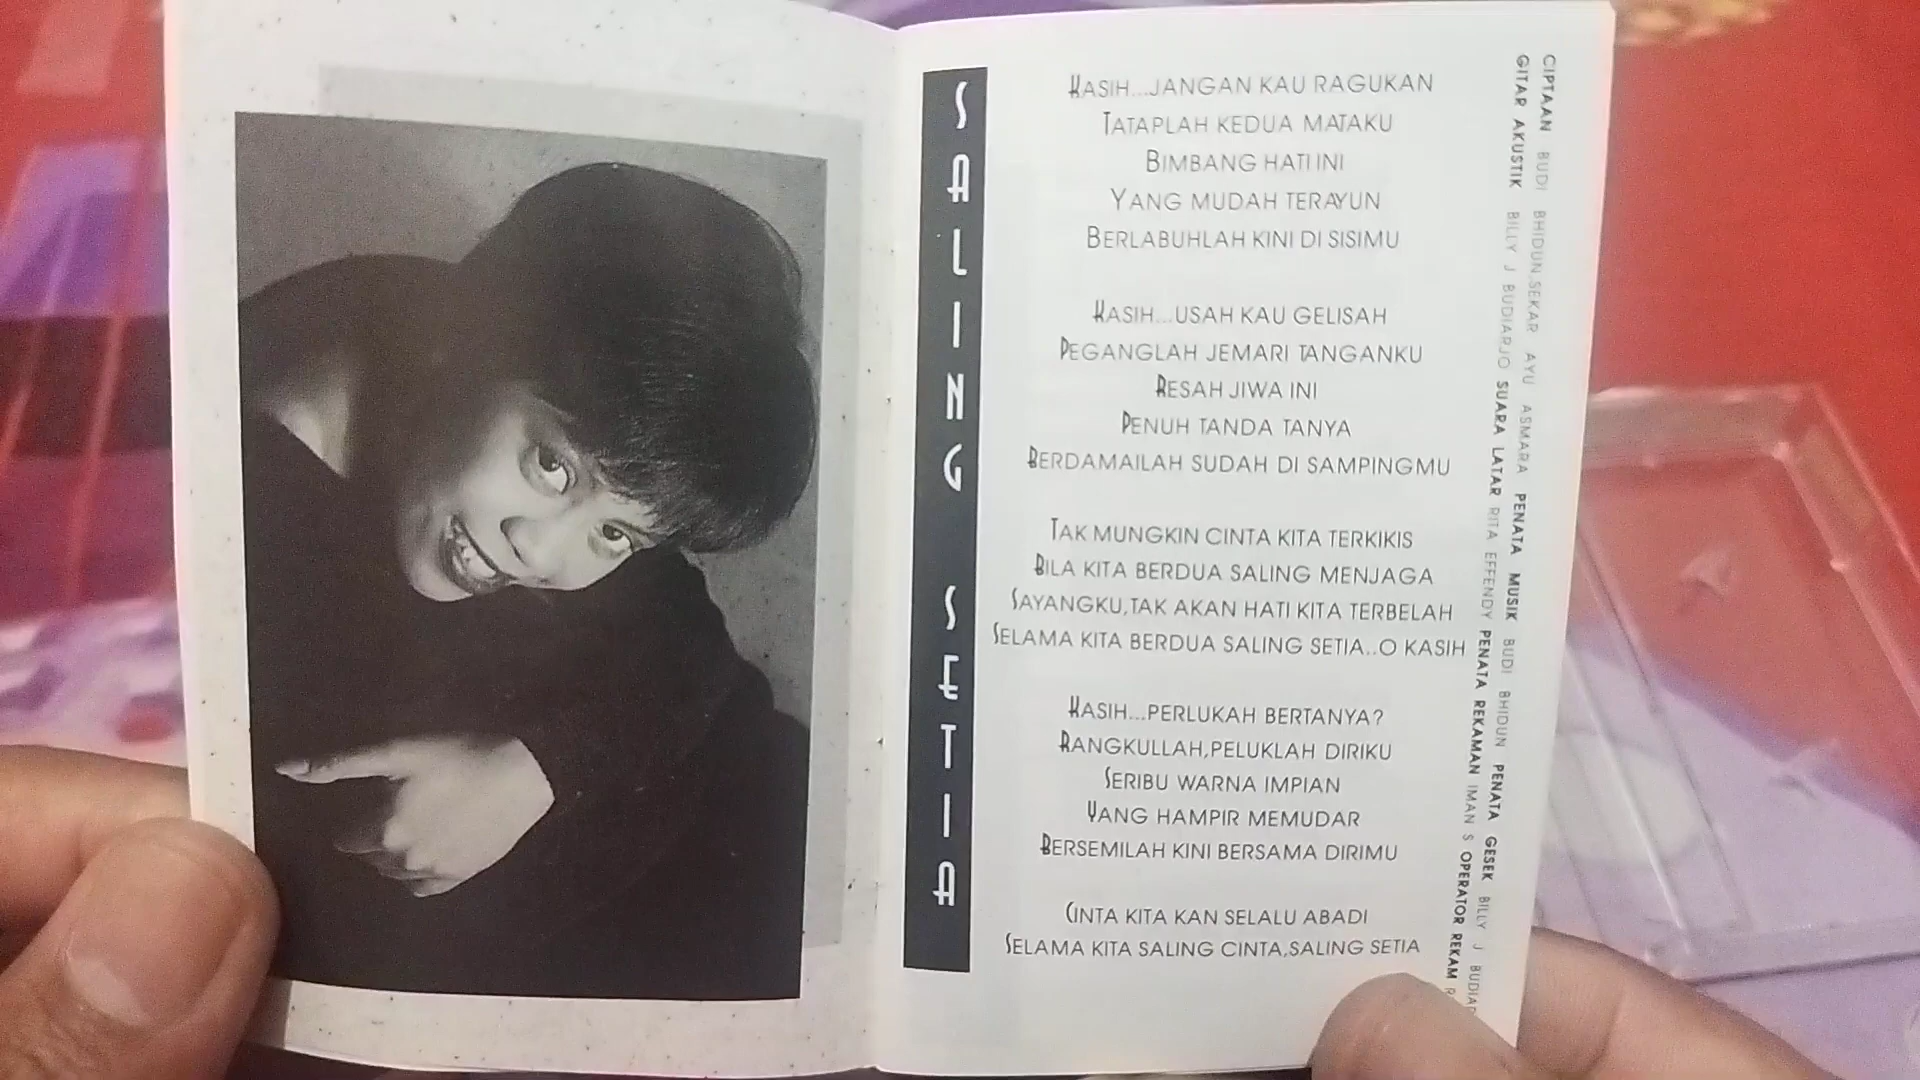 SALING SETIA
KASIH...JANGAN KAU RAGUKAN
TATAPLAH KEDUA MATAKU
BIMBANG HATI INI
YANG MUDAH TERAYUN
BERLABUHLAH KINI DI SISIMU
KASIH...USAH KAU GELISAH
PEGANGLAH JEMARI TANGANKU
RESAH JIWA INI
PENUH TANDA TANYA
BERDAMAILAH SUDAH DI SAMPINGMU
TAK MUNGKIN CINTA KITA TERKIKIS
BILA KITA BERDUA SALING MENJAGA
SAYANGKU,TAK AKAN HATI KITA TERBELAH
SELAMA KITA BERDUA SALING SETIA..O KASIH
KASIH...PERLUKAH BERTANYA?
RANGKULLAH,PELUKLAH DIRIKU
SERIBU WARNA IMPIAN
YANG HAMPIR MEMUDAR
BERSEMILAH KINI BERSAMA DIRIMU
CINTA KITA KAN SELALU ABADI
SELAMA KITA SALING CINTA,SALING SETIA
CIPTAAN BUDI BHIDUN,SEKAR AYU ASMARA PENATA MUSIK BUDI BHIDUN PENATA GESEK BILLY J
GITAR AKUSTIK BILLY J BUDIARJO SUARA LATAR RITA EFFENDY PENATA REKAMAN IMAN S OPERATOR REKAM